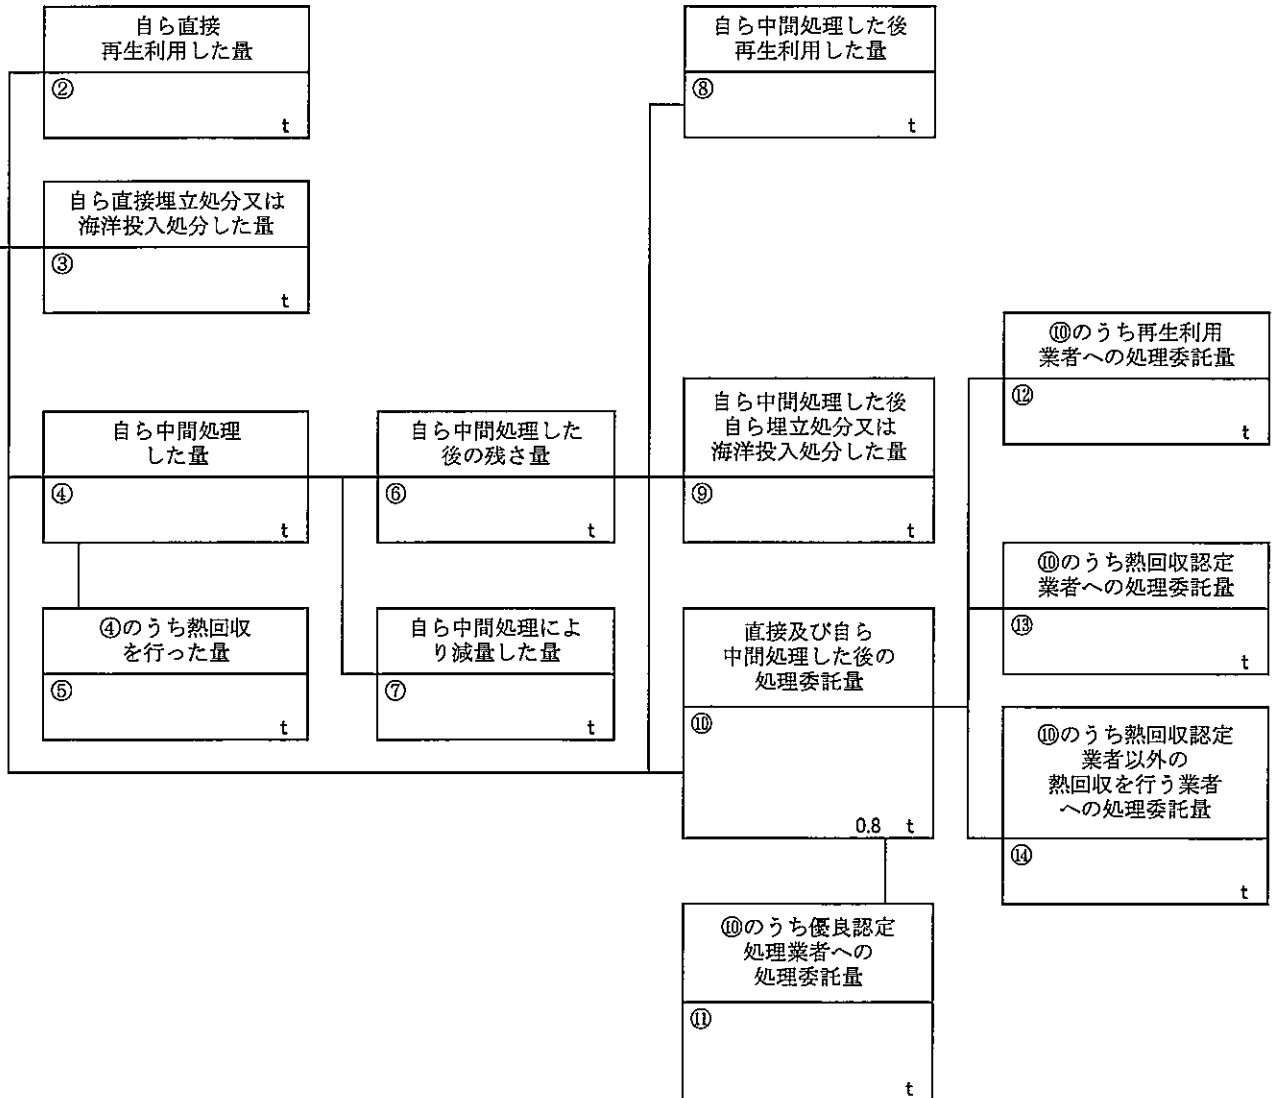 自ら直接
再生利用した量
②
t
自ら中間処理した後
再生利用した量
⑧
t
自ら直接埋立処分又は
海洋投入処分した量
③
t
⑩のうち再生利用
業者への処理委託量
⑫
t
自ら中間処理
した量
④
t
自ら中間処理した
後の残さ量
⑥
t
自ら中間処理した後
自ら埋立処分又は
海洋投入処分した量
⑨
t
⑩のうち熱回収認定
業者への処理委託量
⑬
t
④のうち熱回収
を行った量
⑤
t
自ら中間処理によ
り減量した量
⑦
t
直接及び自ら
中間処理した後の
処理委託量
⑩
0.8 t
⑩のうち熱回収認定
業者以外の
熱回収を行う業者
への処理委託量
⑭
t
⑩のうち優良認定
処理業者への
処理委託量
⑪
t